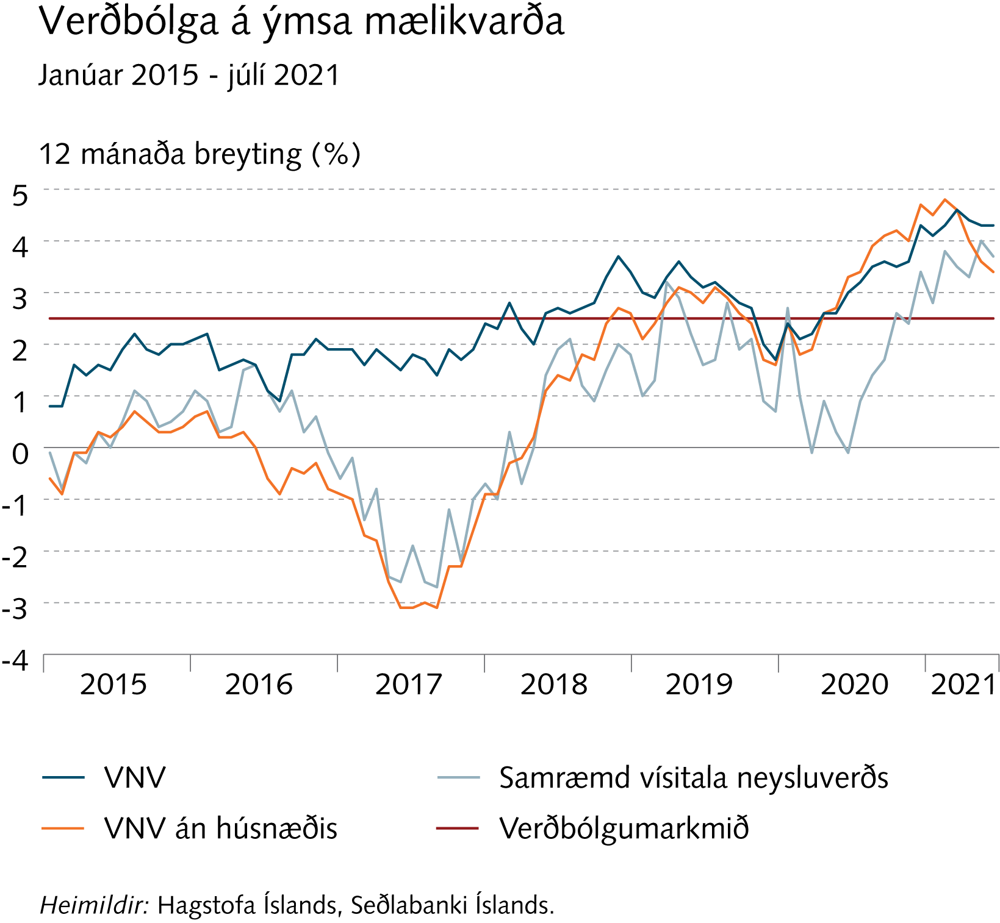 Verðbólga á ýmsa mælikvarða
Janúar 2015 - júlí 2021
12 mánaða breyting (%)
5
4
3
2
1
0
-1
-2
-3
-4
2015 2016 2017 2018 2019 2020 2021
VNV
Samræmd vísitala neysluverðs
VNV án húsnæðis
Verðbólgumarkmið
Heimildir: Hagstofa Íslands, Seðlabanki Íslands.